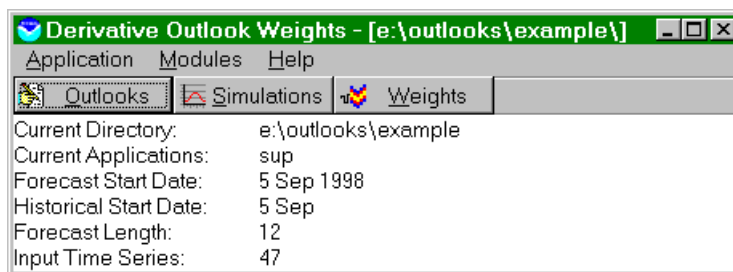 Derivative Outlook Weights - [e:\outlooks\example\]
Application Modules Help
Outlooks Simulations Weights
Current Directory: e:\outlooks\example
Current Applications: sup
Forecast Start Date: 5 Sep 1998
Historical Start Date: 5 Sep
Forecast Length: 12
Input Time Series: 47